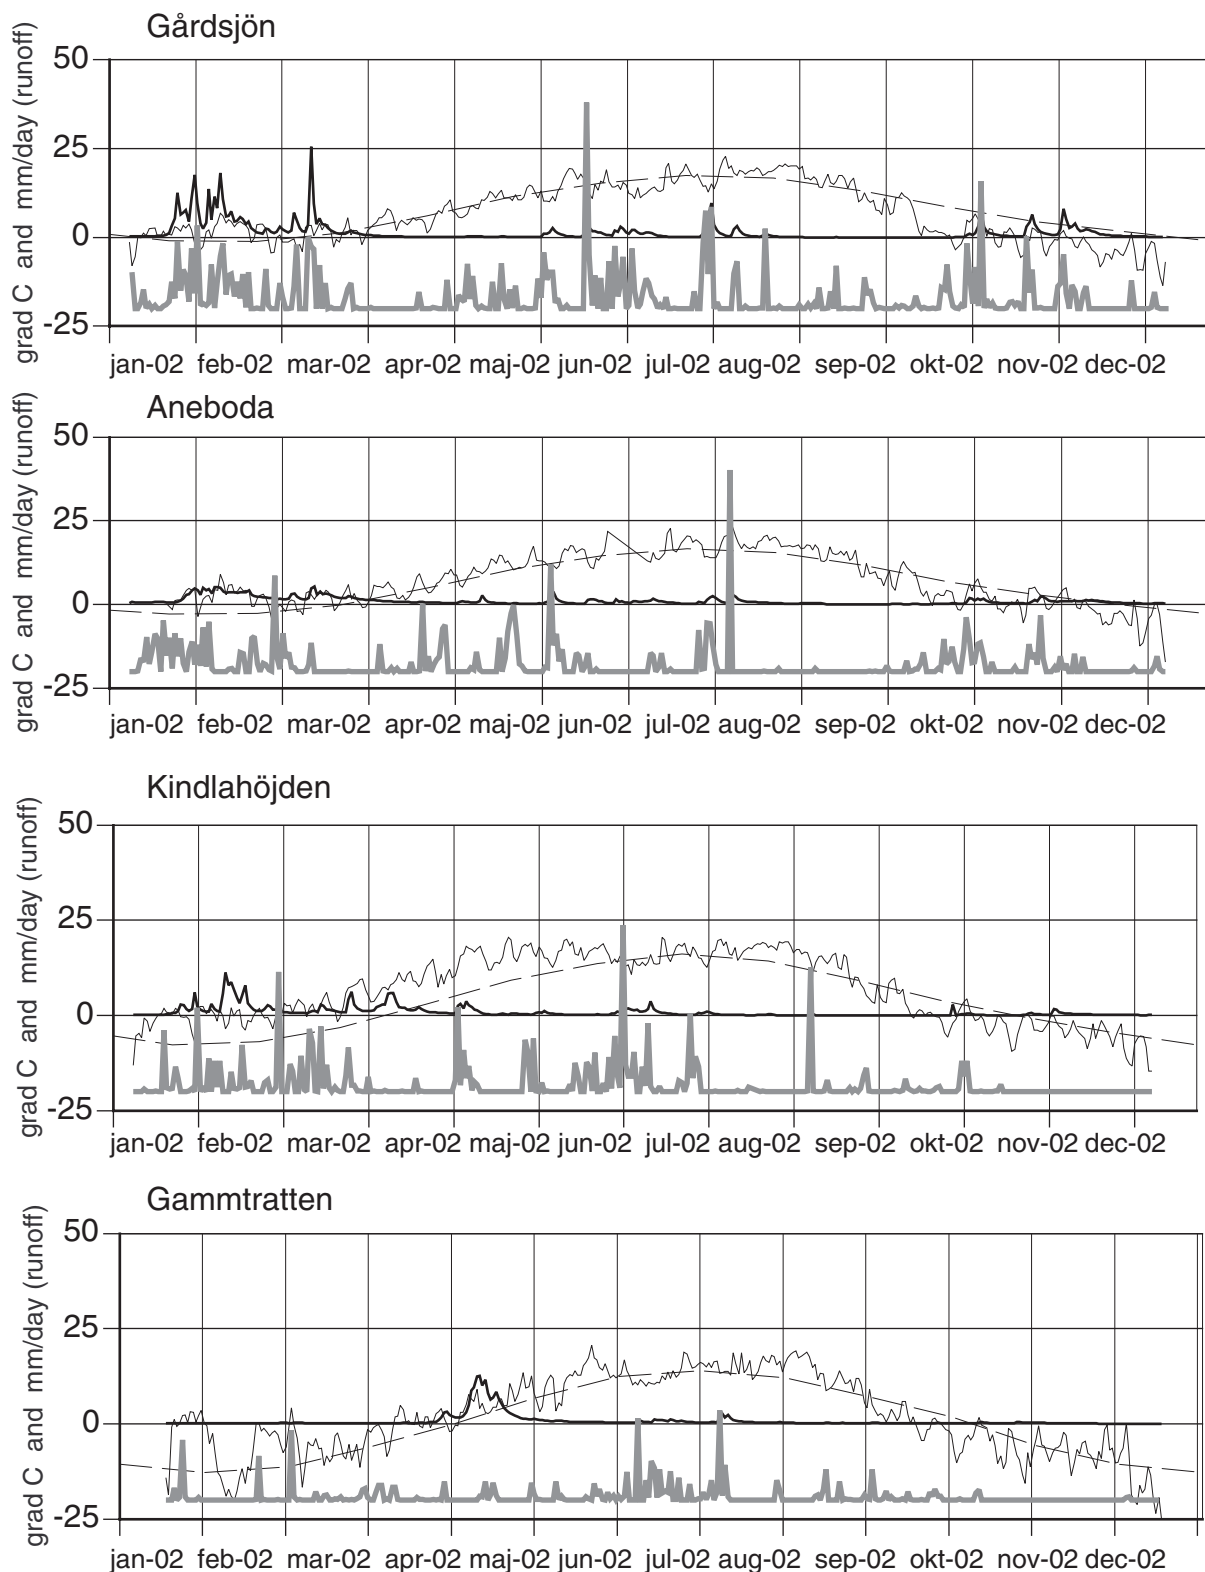 Gårdsjön
grad C and mm/day (runoff)
50
25
0
-25
jan-02 feb-02 mar-02 apr-02 maj-02 jun-02 jul-02 aug-02 sep-02 okt-02 nov-02 dec-02
Aneboda
grad C and mm/day (runoff)
50
25
0
-25
jan-02 feb-02 mar-02 apr-02 maj-02 jun-02 jul-02 aug-02 sep-02 okt-02 nov-02 dec-02
Kindlahöjden
grad C and mm/day (runoff)
50
25
0
-25
jan-02 feb-02 mar-02 apr-02 maj-02 jun-02 jul-02 aug-02 sep-02 okt-02 nov-02 dec-02
Gammtratten
grad C and mm/day (runoff)
50
25
0
-25
jan-02 feb-02 mar-02 apr-02 maj-02 jun-02 jul-02 aug-02 sep-02 okt-02 nov-02 dec-02